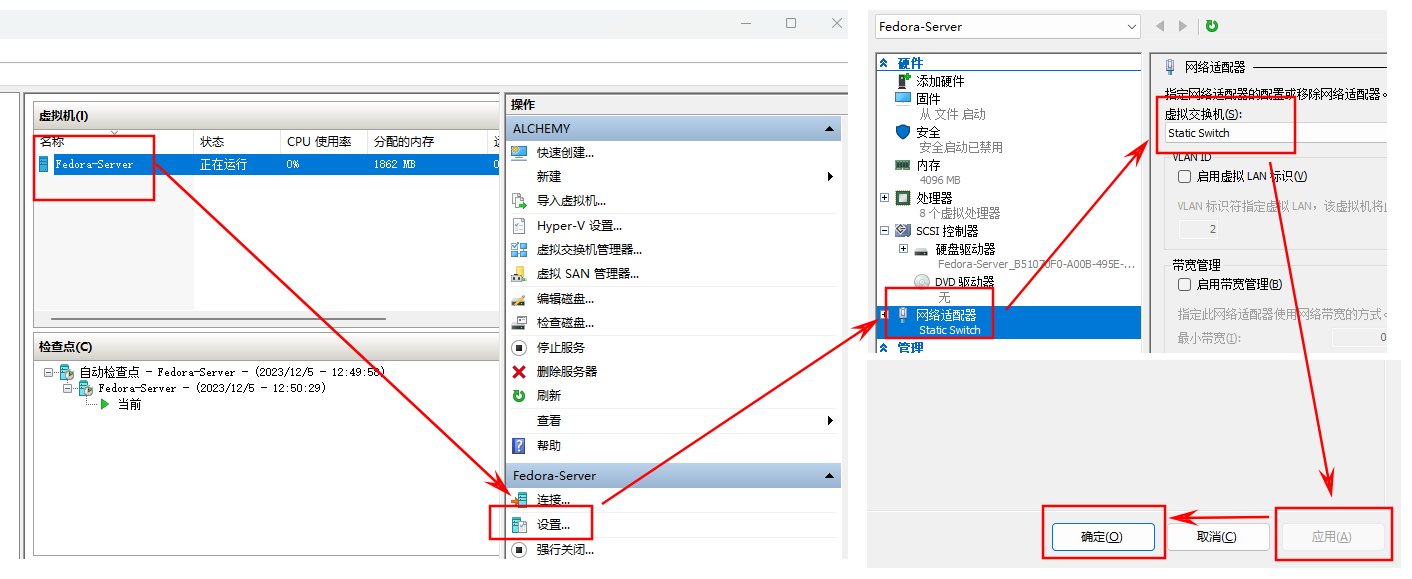 虚拟机(I)
名称 状态 CPU 使用率 分配的内存
Fedora-Server 正在运行 0% 1862 MB 0
检查点(C)
自动检查点 - Fedora-Server - (2023/12/5 - 12:49:58)
Fedora-Server - (2023/12/5 - 12:50:29)
当前
操作
ALCHEMY
快速创建...
新建
导入虚拟机...
Hyper-V 设置...
虚拟交换机管理器...
虚拟 SAN 管理器...
编辑磁盘...
检查磁盘...
停止服务
删除服务器
刷新
查看
帮助
Fedora-Server
连接...
设置...
强行关闭...
Fedora-Server
硬件
添加硬件
固件
从 文件 启动
安全
安全启动已禁用
内存
4096 MB
处理器
8 个虚拟处理器
SCSI 控制器
硬盘驱动器
Fedora-Server_B51070F0-A00B-495E-...
DVD 驱动器
无
网络适配器
Static Switch
管理
网络适配器
指定网络适配器的配置或移除网络适配器。
虚拟交换机(S):
Static Switch
VLAN ID
启用虚拟 LAN 标识(V)
VLAN 标识符指定虚拟 LAN，该虚拟机将
2
带宽管理
启用带宽管理(B)
指定此网络适配器使用网络带宽的方式。
最小带宽(I): 0
确定(O) 取消(C) 应用(A)